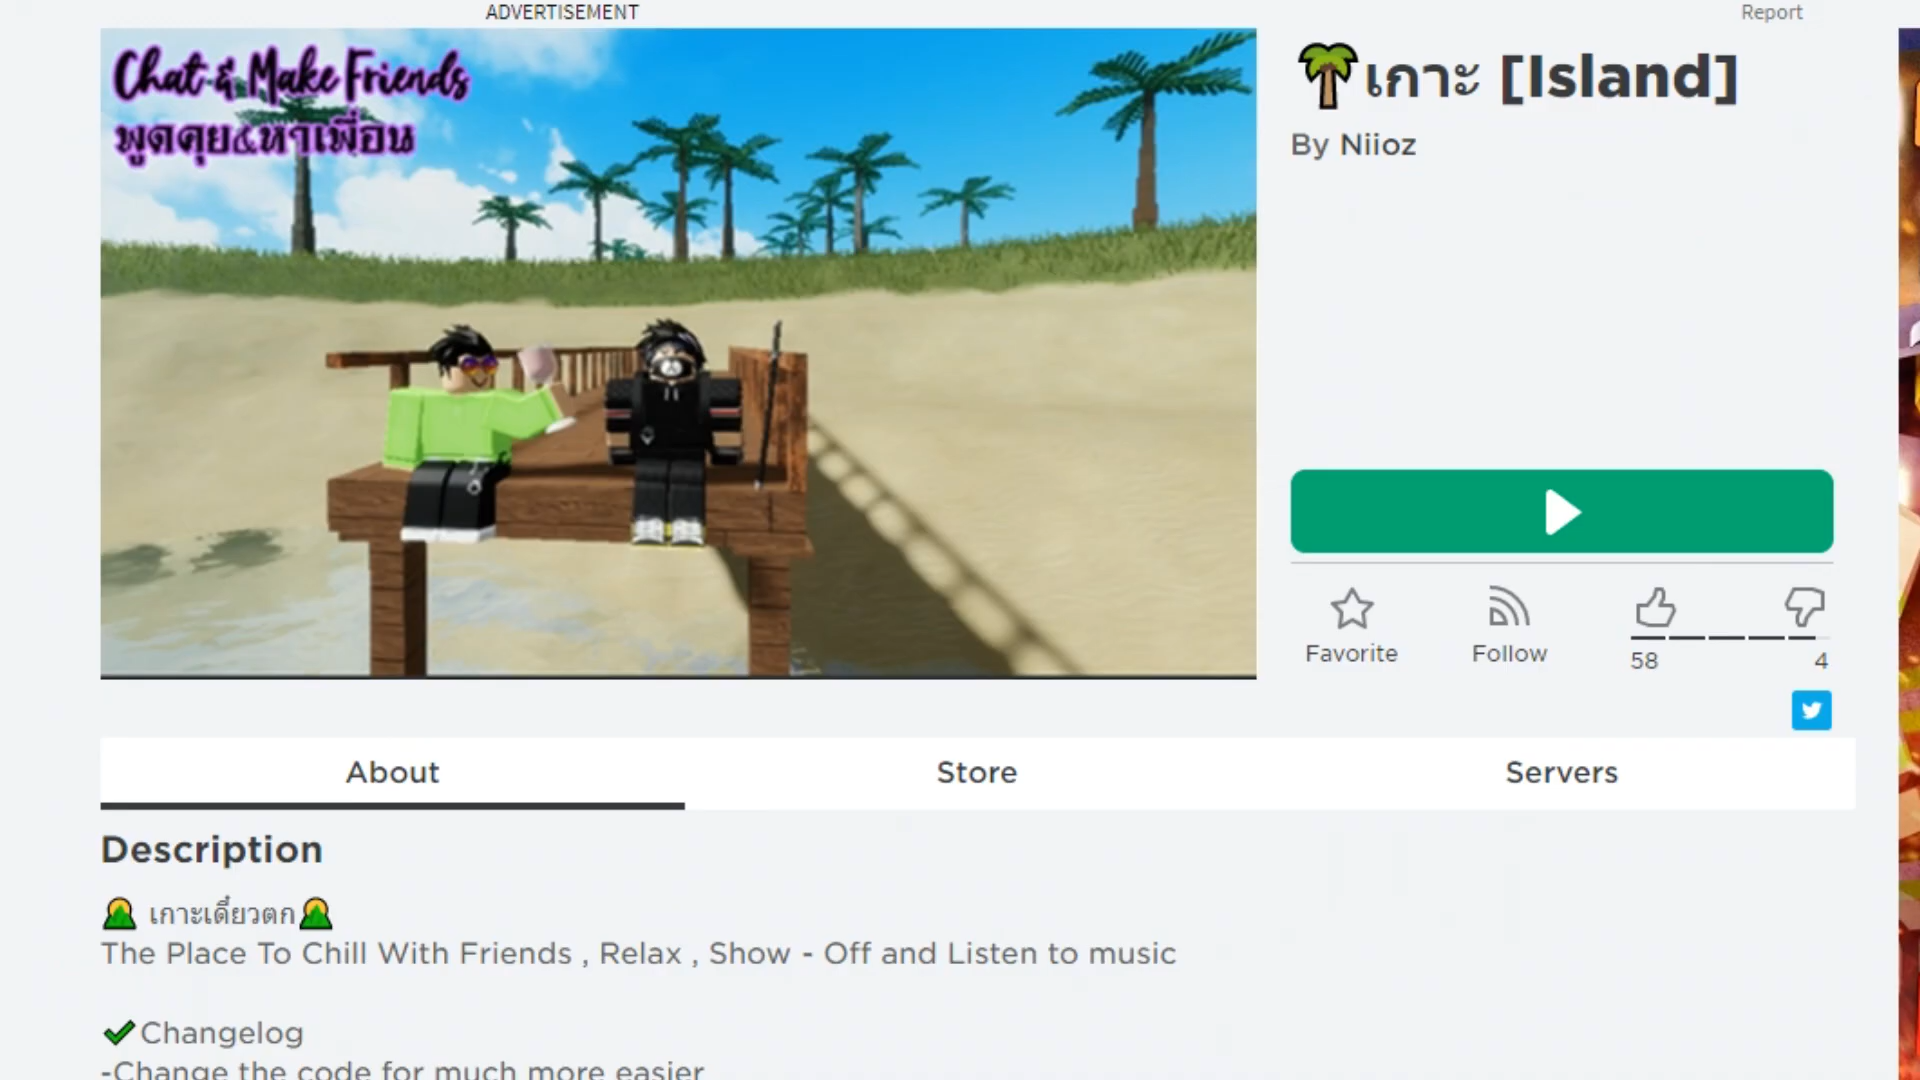 ADVERTISEMENT
Report
Chat & Make Friends
พูดคุย&หาเพื่อน
🌴เกาะ [Island]
By Niioz
Favorite
Follow
58
4
About
Store
Servers
Description
เกาะเดี๋ยวตก
The Place To Chill With Friends , Relax , Show - Off and Listen to music
✔Changelog
-Change the code for much more easier